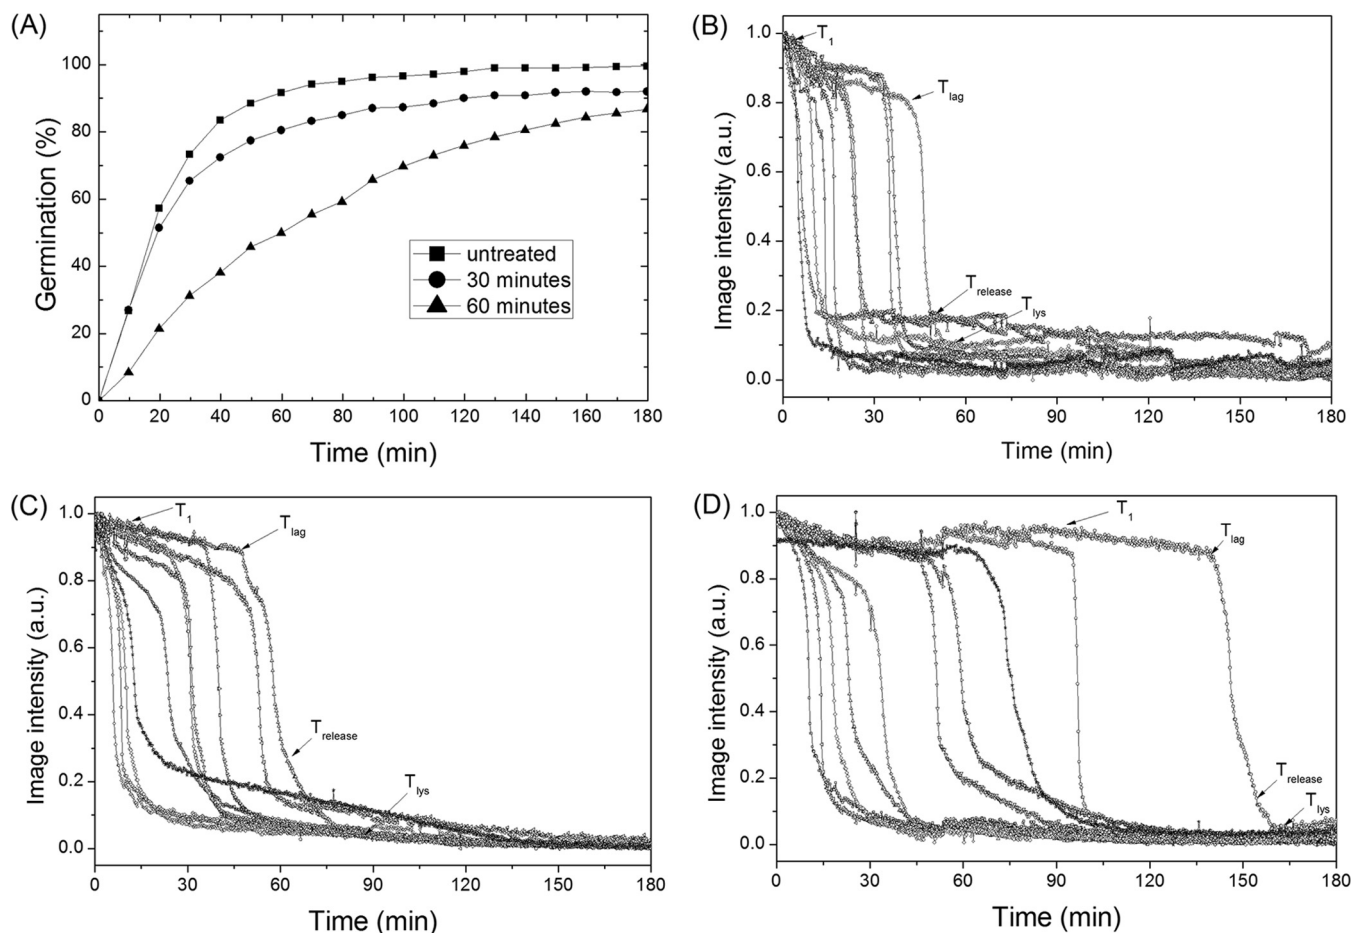 (A)
Germination (%)
100
80
60
40
20
0
untreated
30 minutes
60 minutes
0 20 40 60 80 100 120 140 160 180
Time (min)
(B)
Image intensity (a.u.)
1.0
0.8
0.6
0.4
0.2
0.0
T1
Tlag
Trelease
Tlys
0 30 60 90 120 150 180
Time (min)
(C)
Image intensity (a.u.)
1.0
0.8
0.6
0.4
0.2
0.0
T1
Tlag
Trelease
Tlys
0 30 60 90 120 150 180
Time (min)
(D)
Image intensity (a.u.)
1.0
0.8
0.6
0.4
0.2
0.0
T1
Tlag
Trelease
Tlys
0 30 60 90 120 150 180
Time (min)